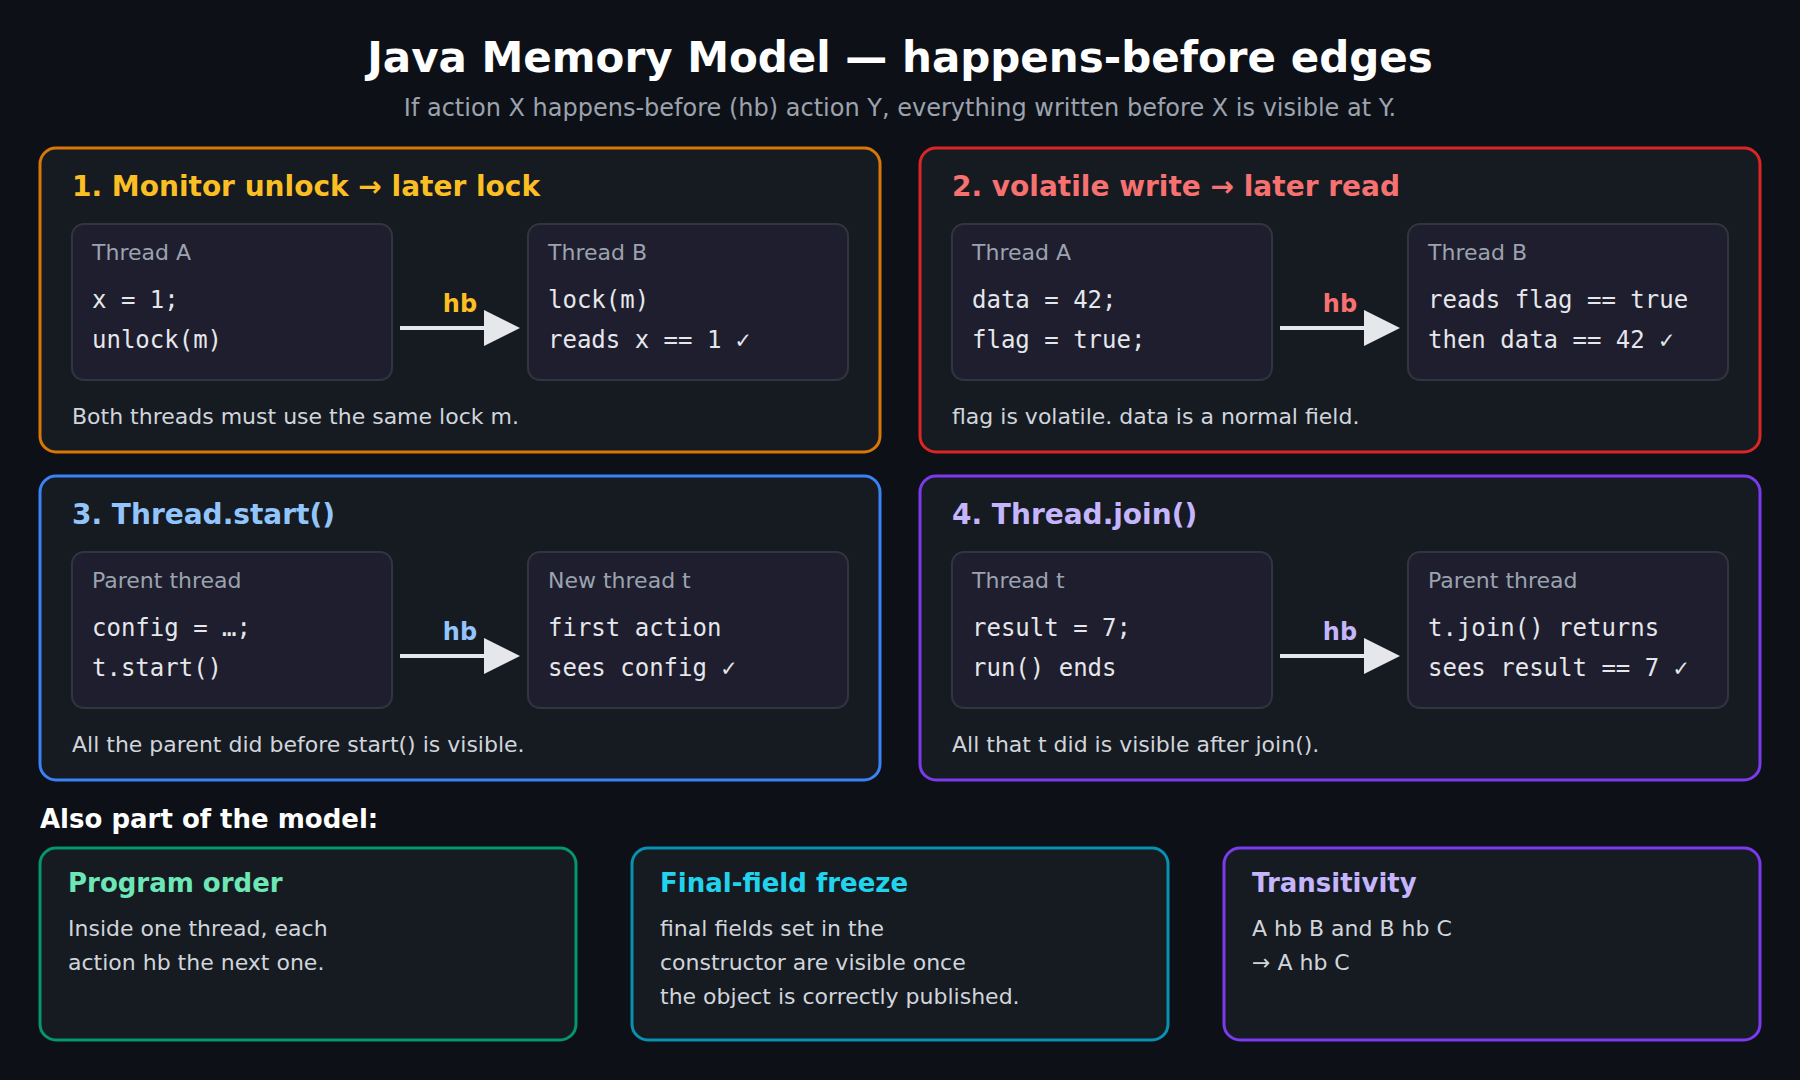 Java Memory Model — happens-before edges
If action X happens-before (hb) action Y, everything written before X is visible at Y.
1. Monitor unlock → later lock
Thread A
x = 1;
unlock(m)
hb
Thread B
lock(m)
reads x == 1 ✓
Both threads must use the same lock m.
2. volatile write → later read
Thread A
data = 42;
flag = true;
hb
Thread B
reads flag == true
then data == 42 ✓
flag is volatile. data is a normal field.
3. Thread.start()
Parent thread
config = …;
t.start()
hb
New thread t
first action
sees config ✓
All the parent did before start() is visible.
4. Thread.join()
Thread t
result = 7;
run() ends
hb
Parent thread
t.join() returns
sees result == 7 ✓
All that t did is visible after join().
Also part of the model:
Program order
Inside one thread, each
action hb the next one.
Final-field freeze
final fields set in the
constructor are visible once
the object is correctly published.
Transitivity
A hb B and B hb C
→ A hb C